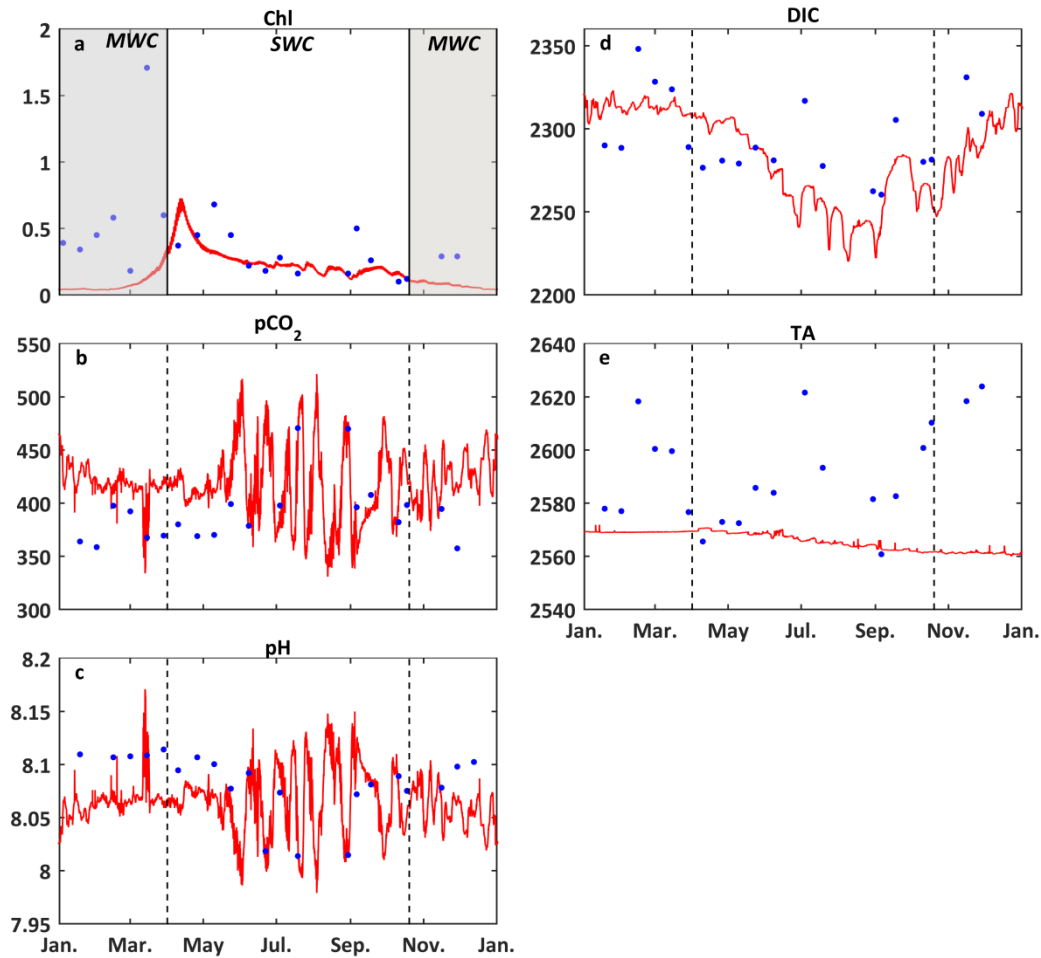 Chl
a
MWC
SWC
MWC
2
1.5
1
0.5
0
pCO2
b
550
500
450
400
350
300
pH
c
8.2
8.15
8.1
8.05
8
7.95
Jan. Mar. May Jul. Sep. Nov. Jan.
DIC
d
2350
2300
2250
2200
TA
e
2640
2620
2600
2580
2560
2540
Jan. Mar. May Jul. Sep. Nov. Jan.